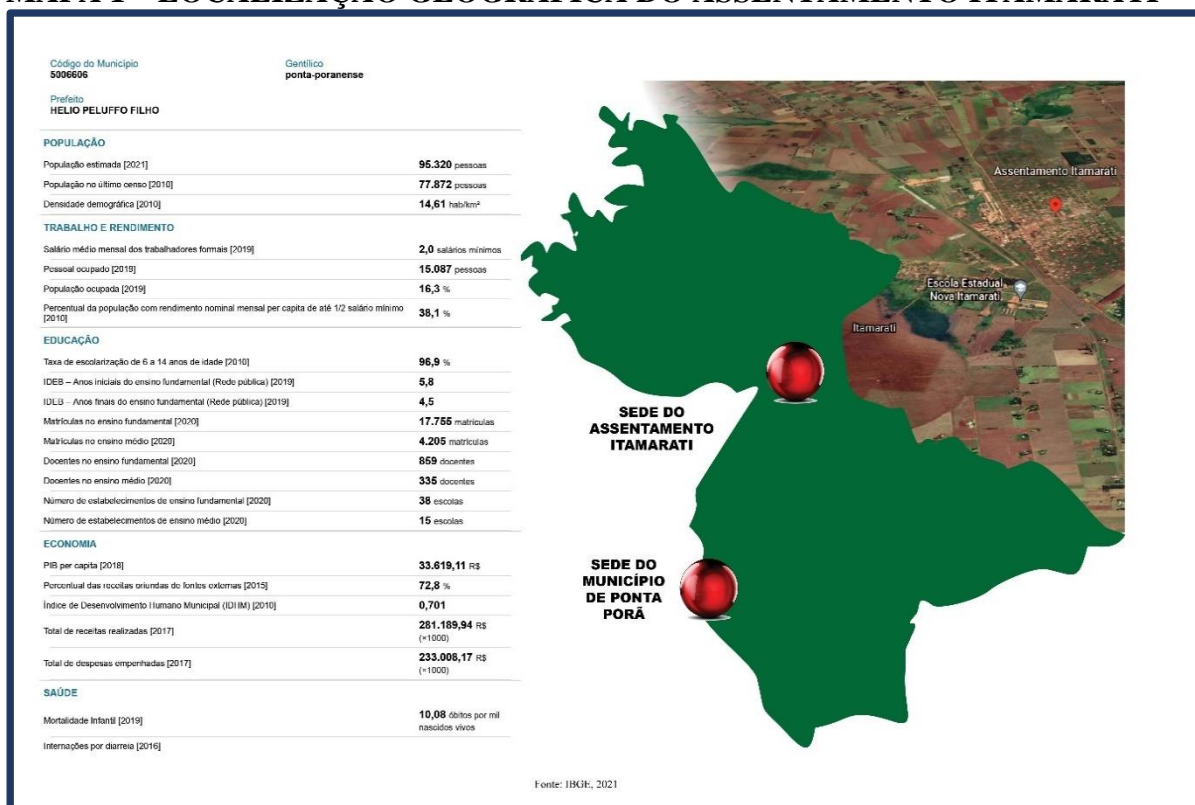 MAPA 1 - LOCALIZAÇÃO GEOGRÁFICA DO ASSENTAMENTO ITAMARATI
Código do Município
5006606
Gentílico
ponta-poranense
Prefeito
HELIO PELUFFO FILHO
POPULAÇÃO
População estimada [2021] 95.320 pessoas
População no último censo [2010] 77.872 pessoas
Densidade demográfica [2010] 14,61 hab/km²
TRABALHO E RENDIMENTO
Salário médio mensal dos trabalhadores formais [2019] 2,0 salários mínimos
Pessoal ocupado [2019] 15.087 pessoas
População ocupada [2019] 16,3 %
Percentual da população com rendimento nominal mensal per capita de até 1/2 salário mínimo
[2010] 38,1 %
EDUCAÇÃO
Taxa de escolarização de 6 a 14 anos de idade [2010] 96,9 %
IDEB – Anos iniciais do ensino fundamental (Rede pública) [2019] 5,8
IDEB – Anos finais do ensino fundamental (Rede pública) [2019] 4,5
Matrículas no ensino fundamental [2020] 17.755 matrículas
Matrículas no ensino médio [2020] 4.205 matrículas
Docentes no ensino fundamental [2020] 859 docentes
Docentes no ensino médio [2020] 335 docentes
Número de estabelecimentos de ensino fundamental [2020] 38 escolas
Número de estabelecimentos de ensino médio [2020] 15 escolas
ECONOMIA
PIB per capita [2018] 33.619,11 R$
Percentual das receitas oriundas de fontes externas [2015] 72,8 %
Índice de Desenvolvimento Humano Municipal (IDHM) [2010] 0,701
Total de receitas realizadas [2017] 281.189,94 R$
(×1000)
Total de despesas empenhadas [2017] 233.008,17 R$
(×1000)
SAÚDE
Mortalidade Infantil [2019] 10,08 óbitos por mil
nascidos vivos
Internações por diarreia [2016]
Assentamento Itamarati
Escola Estadual
Nova Itamarati
Itamarati
SEDE DO
ASSENTAMENTO
ITAMARATI
SEDE DO
MUNICÍPIO
DE PONTA
PORÃ
Fonte: IBGE, 2021